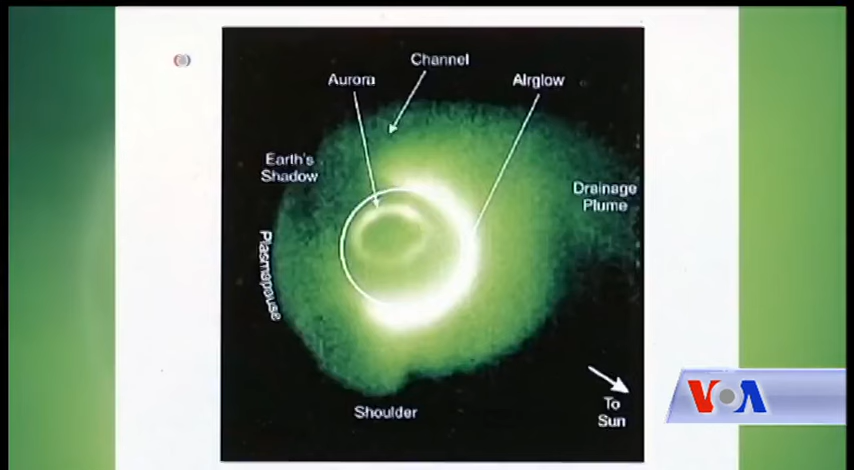 Channel
Aurora
Airglow
Earth's
Shadow
Drainage
Plume
Plasmapause
To
Sun
Shoulder
VOA